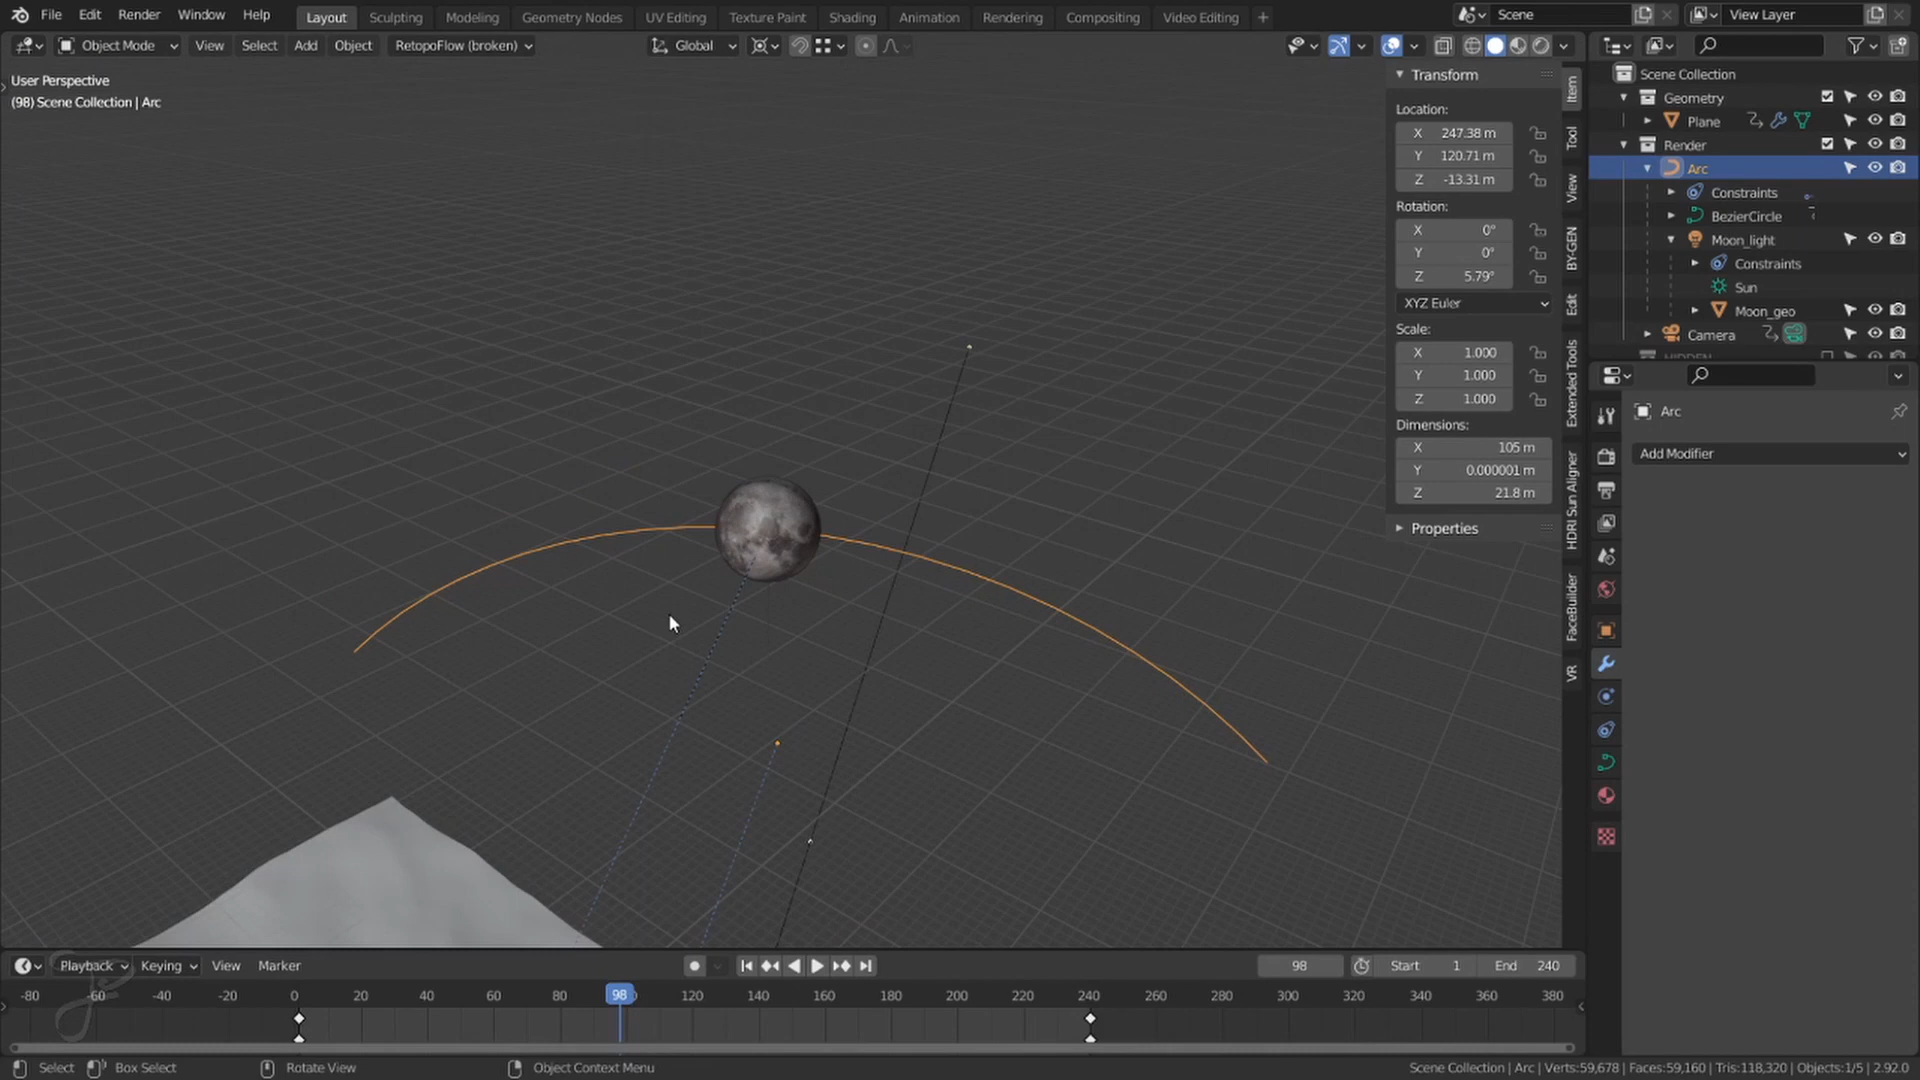 File Edit Render Window Help Layout Sculpting Modeling Geometry Nodes UV Editing Texture Paint Shading Animation Rendering Compositing Video Editing + Scene View Layer
Object Mode View Select Add Object RetopoFlow (broken) Global
User Perspective
(98) Scene Collection | Arc
Transform
Location:
X 247.38 m
Y 120.71 m
Z -13.31 m
Rotation:
X 0°
Y 0°
Z 5.79°
XYZ Euler
Scale:
X 1.000
Y 1.000
Z 1.000
Dimensions:
X 105 m
Y 0.000001 m
Z 21.8 m
Properties
Item
Tool
View
BY-GEN
Edit
Extended Tools
HDRI Sun Aligner
FaceBuilder
VR
Scene Collection
Geometry
Plane
Render
Arc
Constraints
BezierCircle
Moon_light
Constraints
Sun
Moon_geo
Camera
HIDDEN
Arc
Add Modifier
Playback Keying View Marker 98 Start 1 End 240
-80 -60 -40 -20 0 20 40 60 80 98 120 140 160 180 200 220 240 260 280 300 320 340 360 380
Select Box Select Rotate View Object Context Menu Scene Collection | Arc | Verts:59,678 | Faces:59,160 | Tris:118,320 | Objects:1/5 | 2.92.0